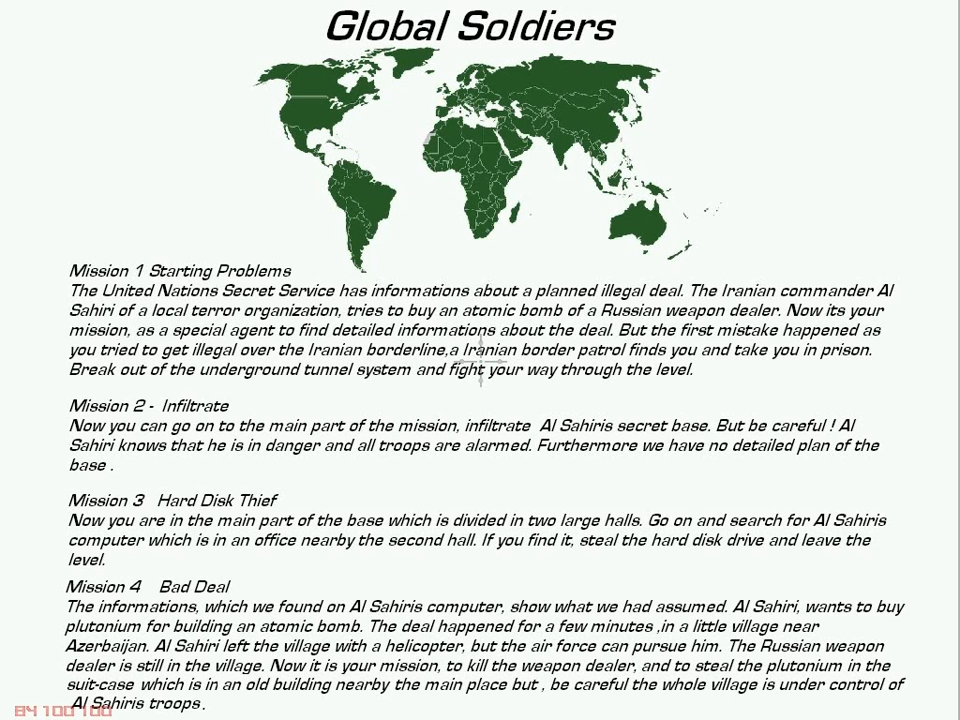 Global Soldiers
Mission 1 Starting Problems
The United Nations Secret Service has informations about a planned illegal deal. The Iranian commander Al
Sahiri of a local terror organization, tries to buy an atomic bomb of a Russian weapon dealer. Now its your
mission, as a special agent to find detailed informations about the deal. But the first mistake happened as
you tried to get illegal over the Iranian borderline,a Iranian border patrol finds you and take you in prison.
Break out of the underground tunnel system and fight your way through the level.
Mission 2 - Infiltrate
Now you can go on to the main part of the mission, infiltrate Al Sahiris secret base. But be careful ! Al
Sahiri knows that he is in danger and all troops are alarmed. Furthermore we have no detailed plan of the
base .
Mission 3 Hard Disk Thief
Now you are in the main part of the base which is divided in two large halls. Go on and search for Al Sahiris
computer which is in an office nearby the second hall. If you find it, steal the hard disk drive and leave the
level.
Mission 4 Bad Deal
The informations, which we found on Al Sahiris computer, show what we had assumed. Al Sahiri, wants to buy
plutonium for building an atomic bomb. The deal happened for a few minutes ,in a little village near
Azerbaijan. Al Sahiri left the village with a helicopter, but the air force can pursue him. The Russian weapon
dealer is still in the village. Now it is your mission, to kill the weapon dealer, and to steal the plutonium in the
suit-case which is in an old building nearby the main place but , be careful the whole village is under control of
Al Sahiris troops.
84 100 100